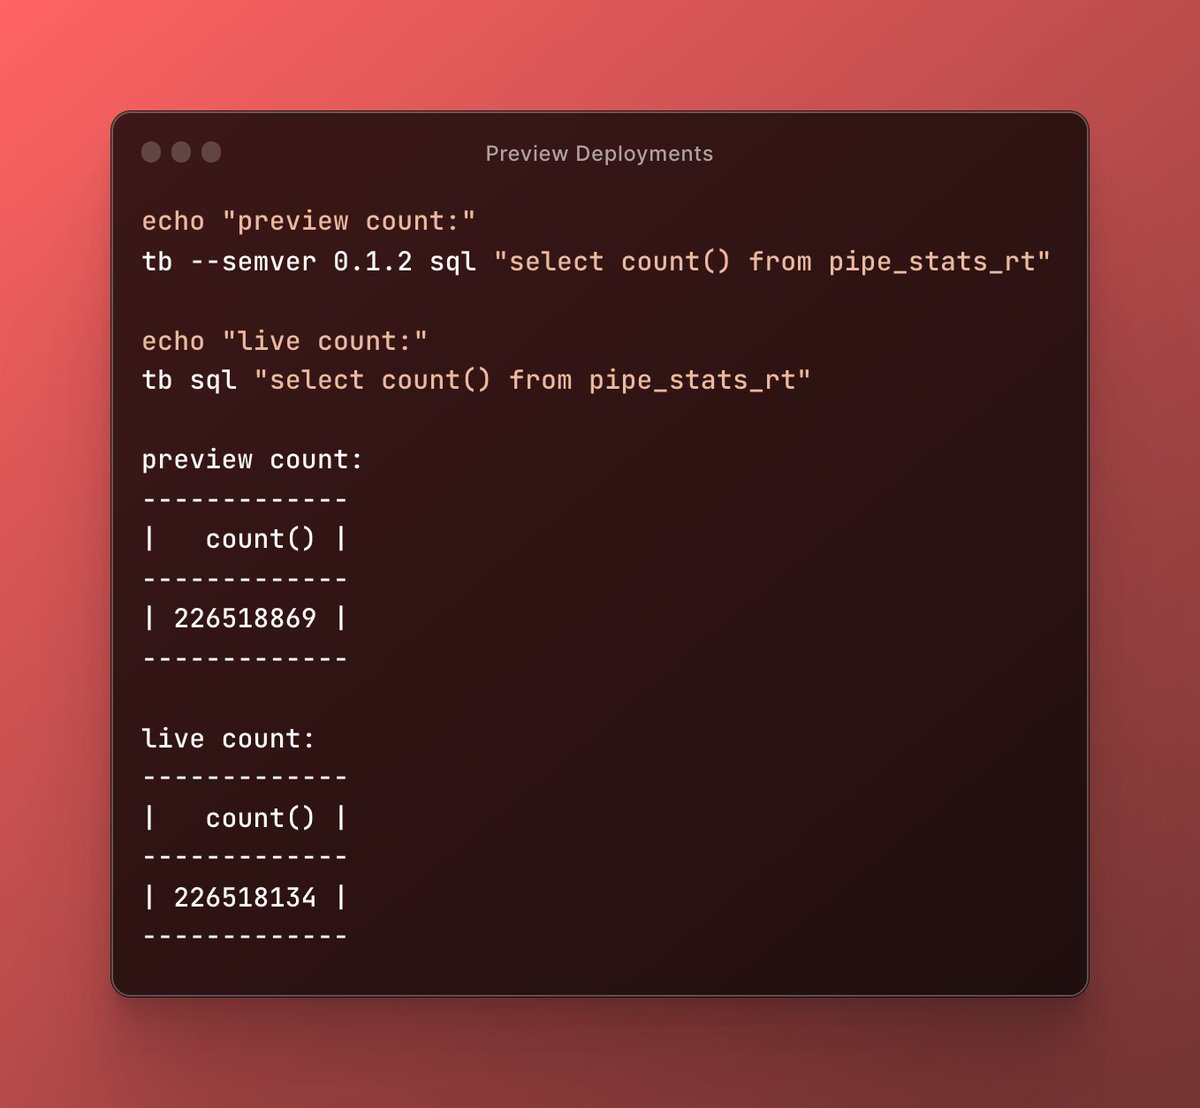 Preview Deployments
echo "preview count:"
tb --semver 0.1.2 sql "select count() from pipe_stats_rt"
echo "live count:"
tb sql "select count() from pipe_stats_rt"
preview count:
-------------
|   count() |
-------------
| 226518869 |
-------------
live count:
-------------
|   count() |
-------------
| 226518134 |
-------------